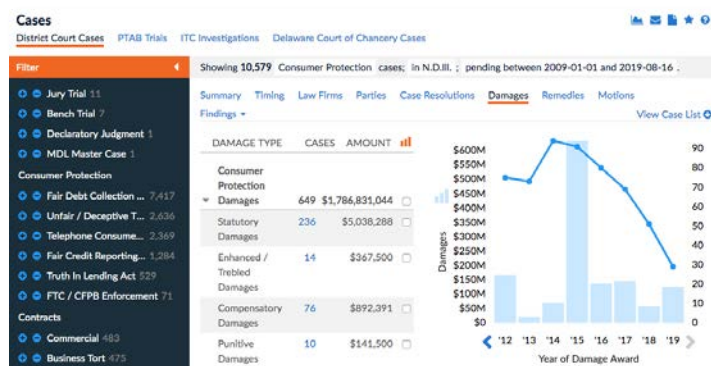 Cases
District Court Cases PTAB Trials ITC Investigations Delaware Court of Chancery Cases
Filter
Showing 10,579 Consumer Protection cases; in N.D.Ill. ; pending between 2009-01-01 and 2019-08-16 .
Jury Trial 11
Bench Trial 7
Declaratory Judgment 1
MDL Master Case 1
Consumer Protection
Fair Debt Collection ... 7,417
Unfair / Deceptive T... 2,636
Telephone Consume... 2,369
Fair Credit Reporting... 1,284
Truth In Lending Act 529
FTC / CFPB Enforcement 71
Contracts
Commercial 483
Business Tort 475
Summary Timing Law Firms Parties Case Resolutions Damages Remedies Motions
Findings
View Case List
DAMAGE TYPE CASES AMOUNT
Consumer
Protection
Damages 649 $1,786,831,044
Statutory 236 $5,038,288
Damages
Enhanced / 14 $367,500
Trebled
Damages
Compensatory 76 $892,391
Damages
Punitive 10 $141,500
Damages
Damages
$600M
$550M
$500M
$450M
$400M
$350M
$300M
$250M
$200M
$150M
$100M
$50M
$0
90
80
70
60
50
40
30
20
10
0
'12 '13 '14 '15 '16 '17 '18 '19
Year of Damage Award